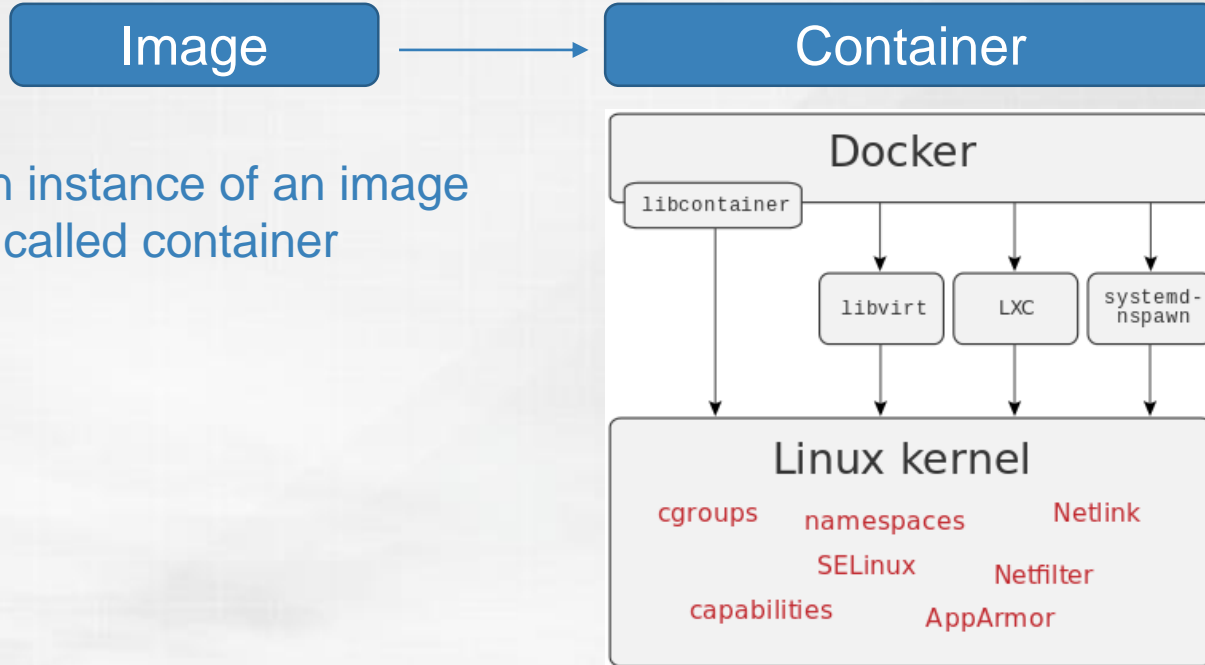 Image
Container
n instance of an image
called container
Docker
libcontainer
libvirt
LXC
systemd-
nspawn
Linux kernel
cgroups
namespaces
Netlink
SELinux
Netfilter
capabilities
AppArmor